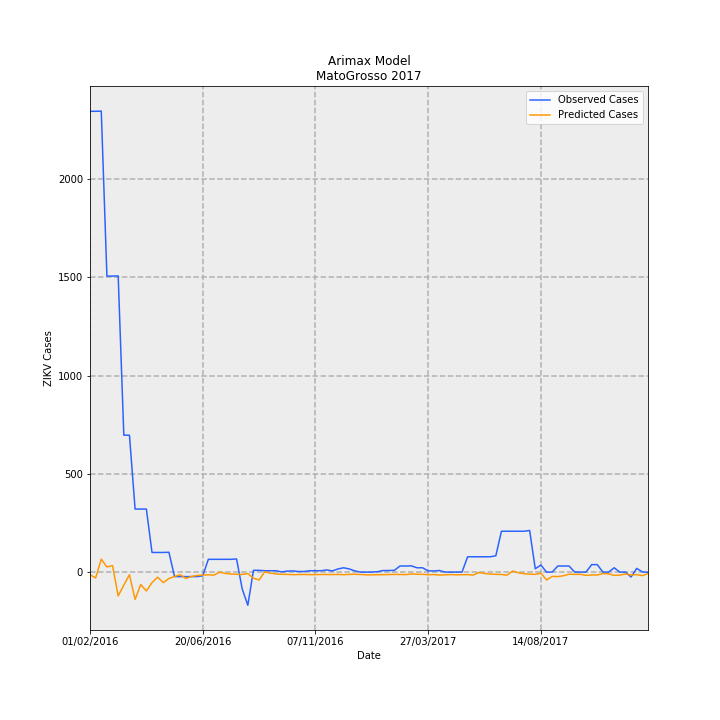 Arimax Model
MatoGrosso 2017
Observed Cases
Predicted Cases
2000
1500
1000
500
0
ZIKV Cases
01/02/2016
20/06/2016
07/11/2016
27/03/2017
14/08/2017
Date